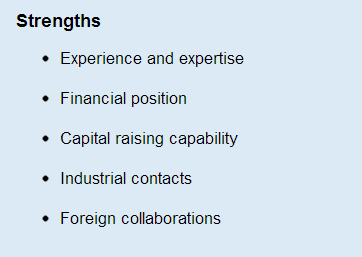 Strengths
• Experience and expertise
• Financial position
• Capital raising capability
• Industrial contacts
• Foreign collaborations